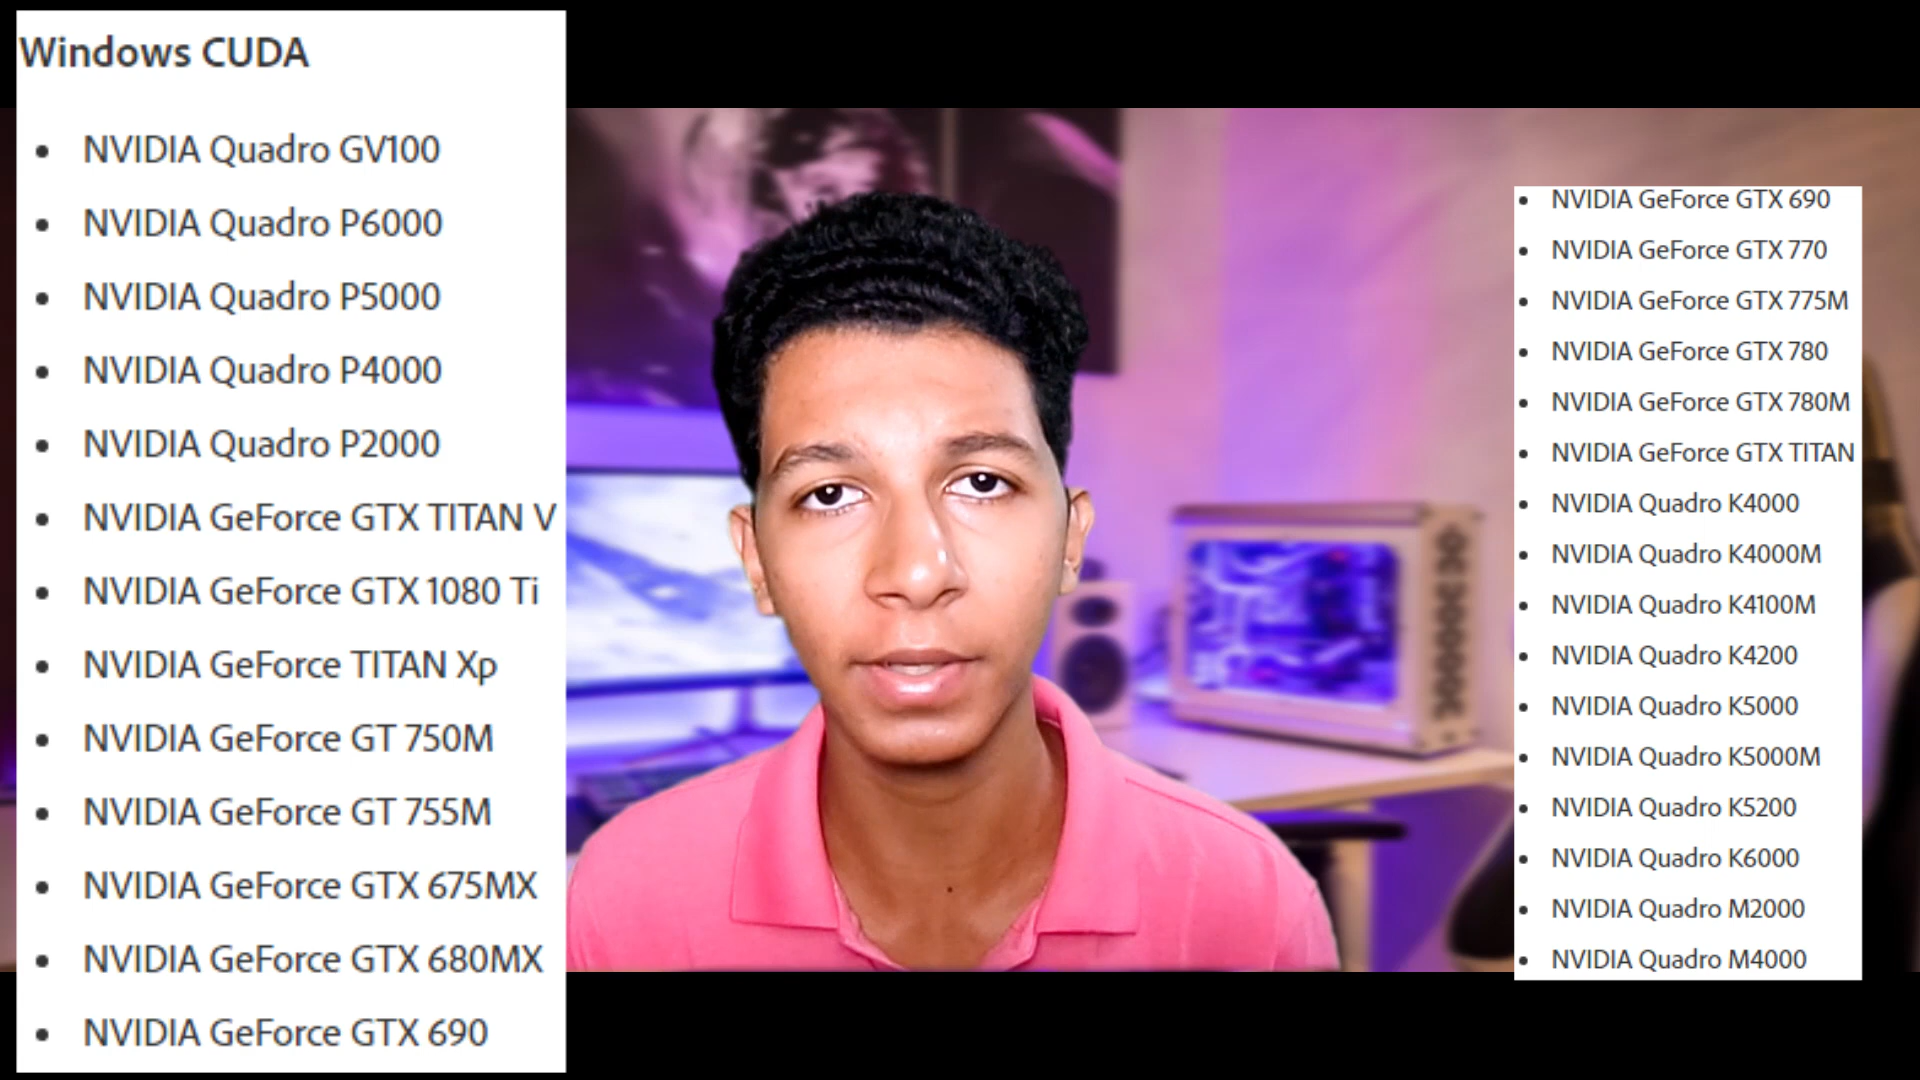 Windows CUDA
NVIDIA Quadro GV100
NVIDIA Quadro P6000
NVIDIA Quadro P5000
NVIDIA Quadro P4000
NVIDIA Quadro P2000
NVIDIA GeForce GTX TITAN V
NVIDIA GeForce GTX 1080 Ti
NVIDIA GeForce TITAN Xp
NVIDIA GeForce GT 750M
NVIDIA GeForce GT 755M
NVIDIA GeForce GTX 675MX
NVIDIA GeForce GTX 680MX
NVIDIA GeForce GTX 690
NVIDIA GeForce GTX 690
NVIDIA GeForce GTX 770
NVIDIA GeForce GTX 775M
NVIDIA GeForce GTX 780
NVIDIA GeForce GTX 780M
NVIDIA GeForce GTX TITAN
NVIDIA Quadro K4000
NVIDIA Quadro K4000M
NVIDIA Quadro K4100M
NVIDIA Quadro K4200
NVIDIA Quadro K5000
NVIDIA Quadro K5000M
NVIDIA Quadro K5200
NVIDIA Quadro K6000
NVIDIA Quadro M2000
NVIDIA Quadro M4000